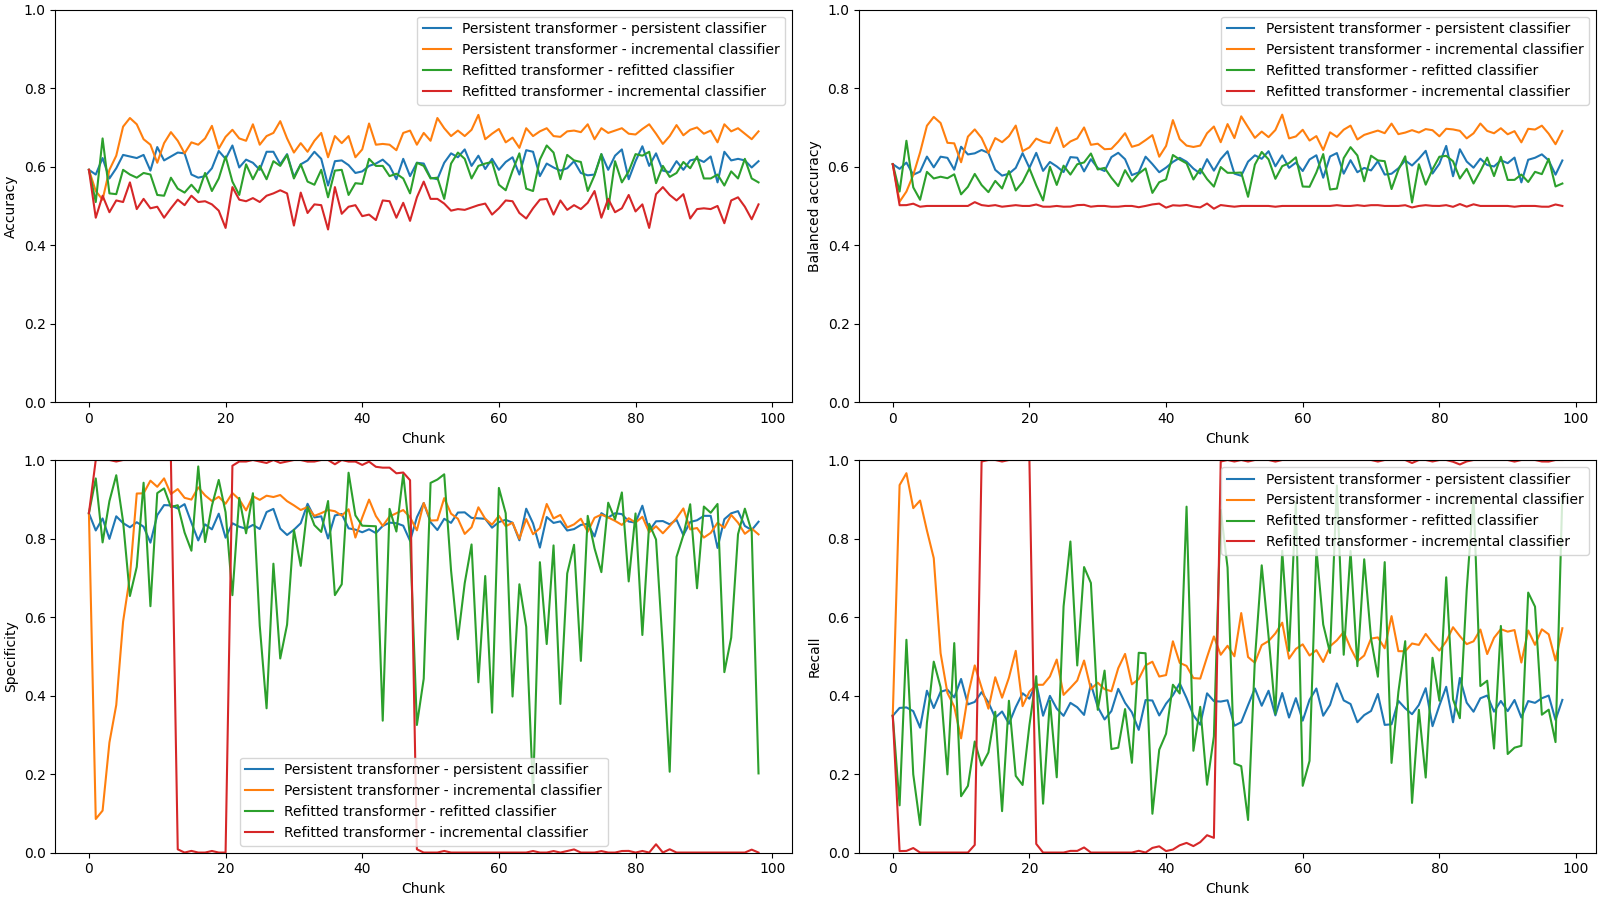 1.0
0.8
0.6
0.4
0.2
0.0
Accuracy
Persistent transformer - persistent classifier
Persistent transformer - incremental classifier
Refitted transformer - refitted classifier
Refitted transformer - incremental classifier
0 20 40 60 80 100
Chunk
1.0
0.8
0.6
0.4
0.2
0.0
Balanced accuracy
Persistent transformer - persistent classifier
Persistent transformer - incremental classifier
Refitted transformer - refitted classifier
Refitted transformer - incremental classifier
0 20 40 60 80 100
Chunk
1.0
0.8
0.6
0.4
0.2
0.0
Specificity
Persistent transformer - persistent classifier
Persistent transformer - incremental classifier
Refitted transformer - refitted classifier
Refitted transformer - incremental classifier
0 20 40 60 80 100
Chunk
1.0
0.8
0.6
0.4
0.2
0.0
Recall
Persistent transformer - persistent classifier
Persistent transformer - incremental classifier
Refitted transformer - refitted classifier
Refitted transformer - incremental classifier
0 20 40 60 80 100
Chunk